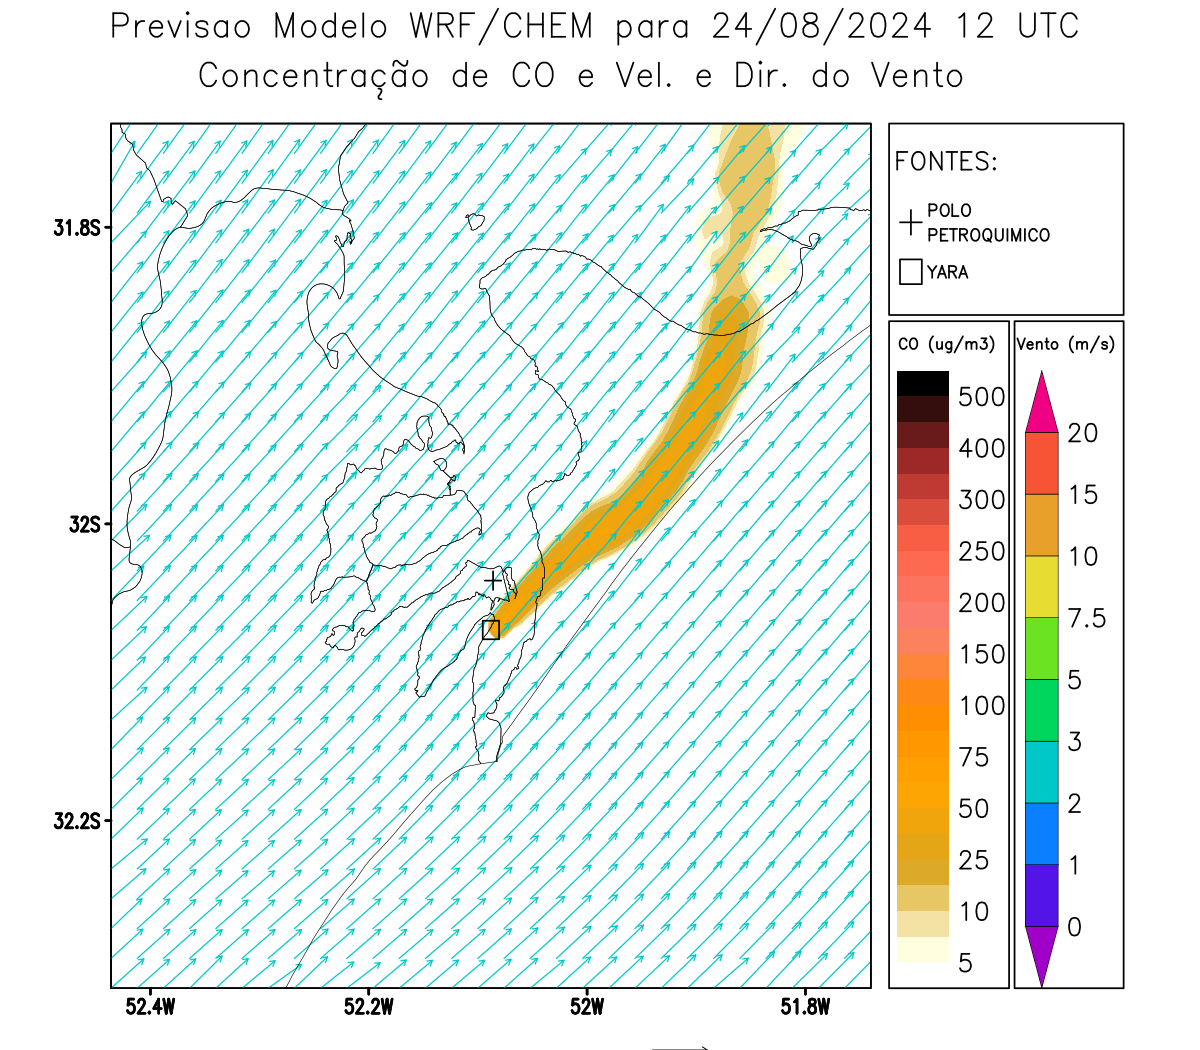 Previsao Modelo WRF/CHEM para 24/08/2024 12 UTC
Concentração de CO e Vel. e Dir. do Vento
FONTES:
POLO
PETROQUIMICO
YARA
CO (ug/m3)
500
400
300
250
200
150
100
75
50
25
10
5
Vento (m/s)
20
15
10
7.5
5
3
2
1
0
31.8S
32S
32.2S
52.4W
52.2W
52W
51.8W